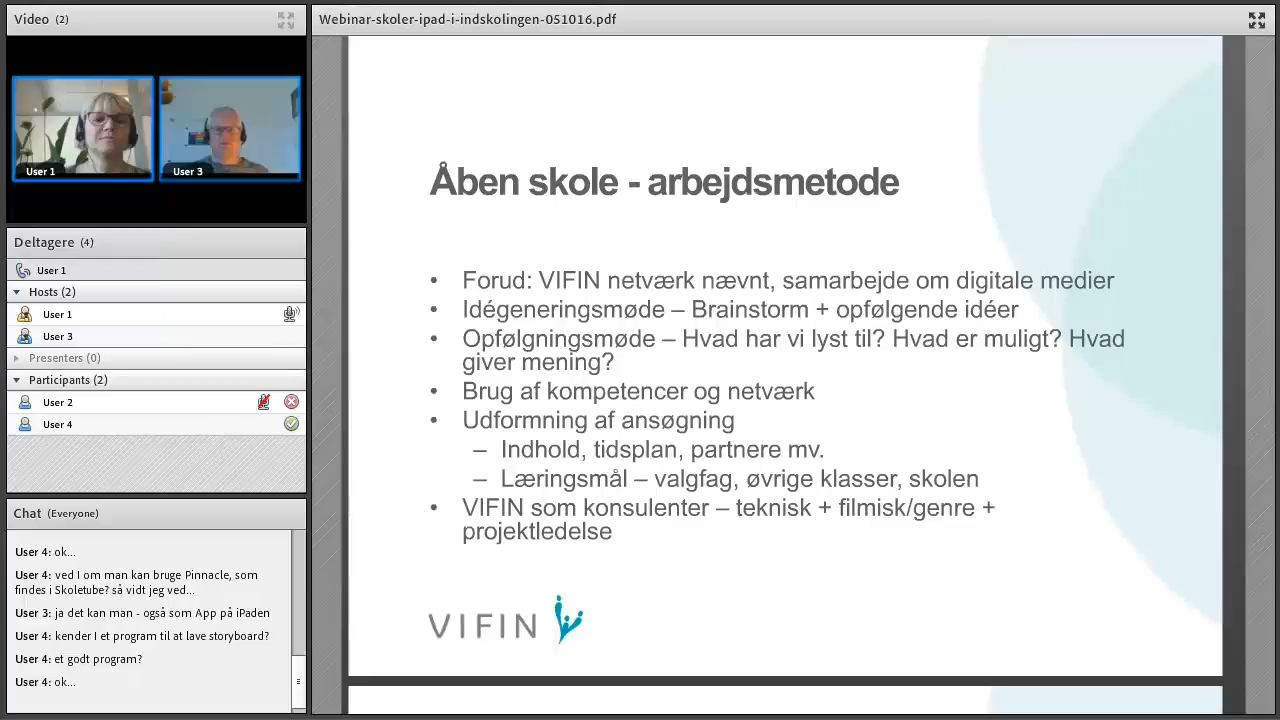 Video (2)
User 1
User 3
Deltagere (4)
User 1
Hosts (2)
User 1
User 3
Presenters (0)
Participants (2)
User 2
User 4
Chat (Everyone)
User 4: ok...
User 4: ved I om man kan bruge Pinnacle, som
findes i Skoletube? så vidt jeg ved...
User 3: ja det kan man - også som App på iPaden
User 4: kender I et program til at lave storyboard?
User 4: et godt program?
User 4: ok...
Webinar-skoler-ipad-i-indskolingen-051016.pdf
Åben skole - arbejdsmetode
• Forud: VIFIN netværk nævnt, samarbejde om digitale medier
• Idégeneringsmøde – Brainstorm + opfølgende idéer
• Opfølgningsmøde – Hvad har vi lyst til? Hvad er muligt? Hvad
giver mening?
• Brug af kompetencer og netværk
• Udformning af ansøgning
– Indhold, tidsplan, partnere mv.
– Læringsmål – valgfag, øvrige klasser, skolen
• VIFIN som konsulenter – teknisk + filmisk/genre +
projektledelse
VIFIN